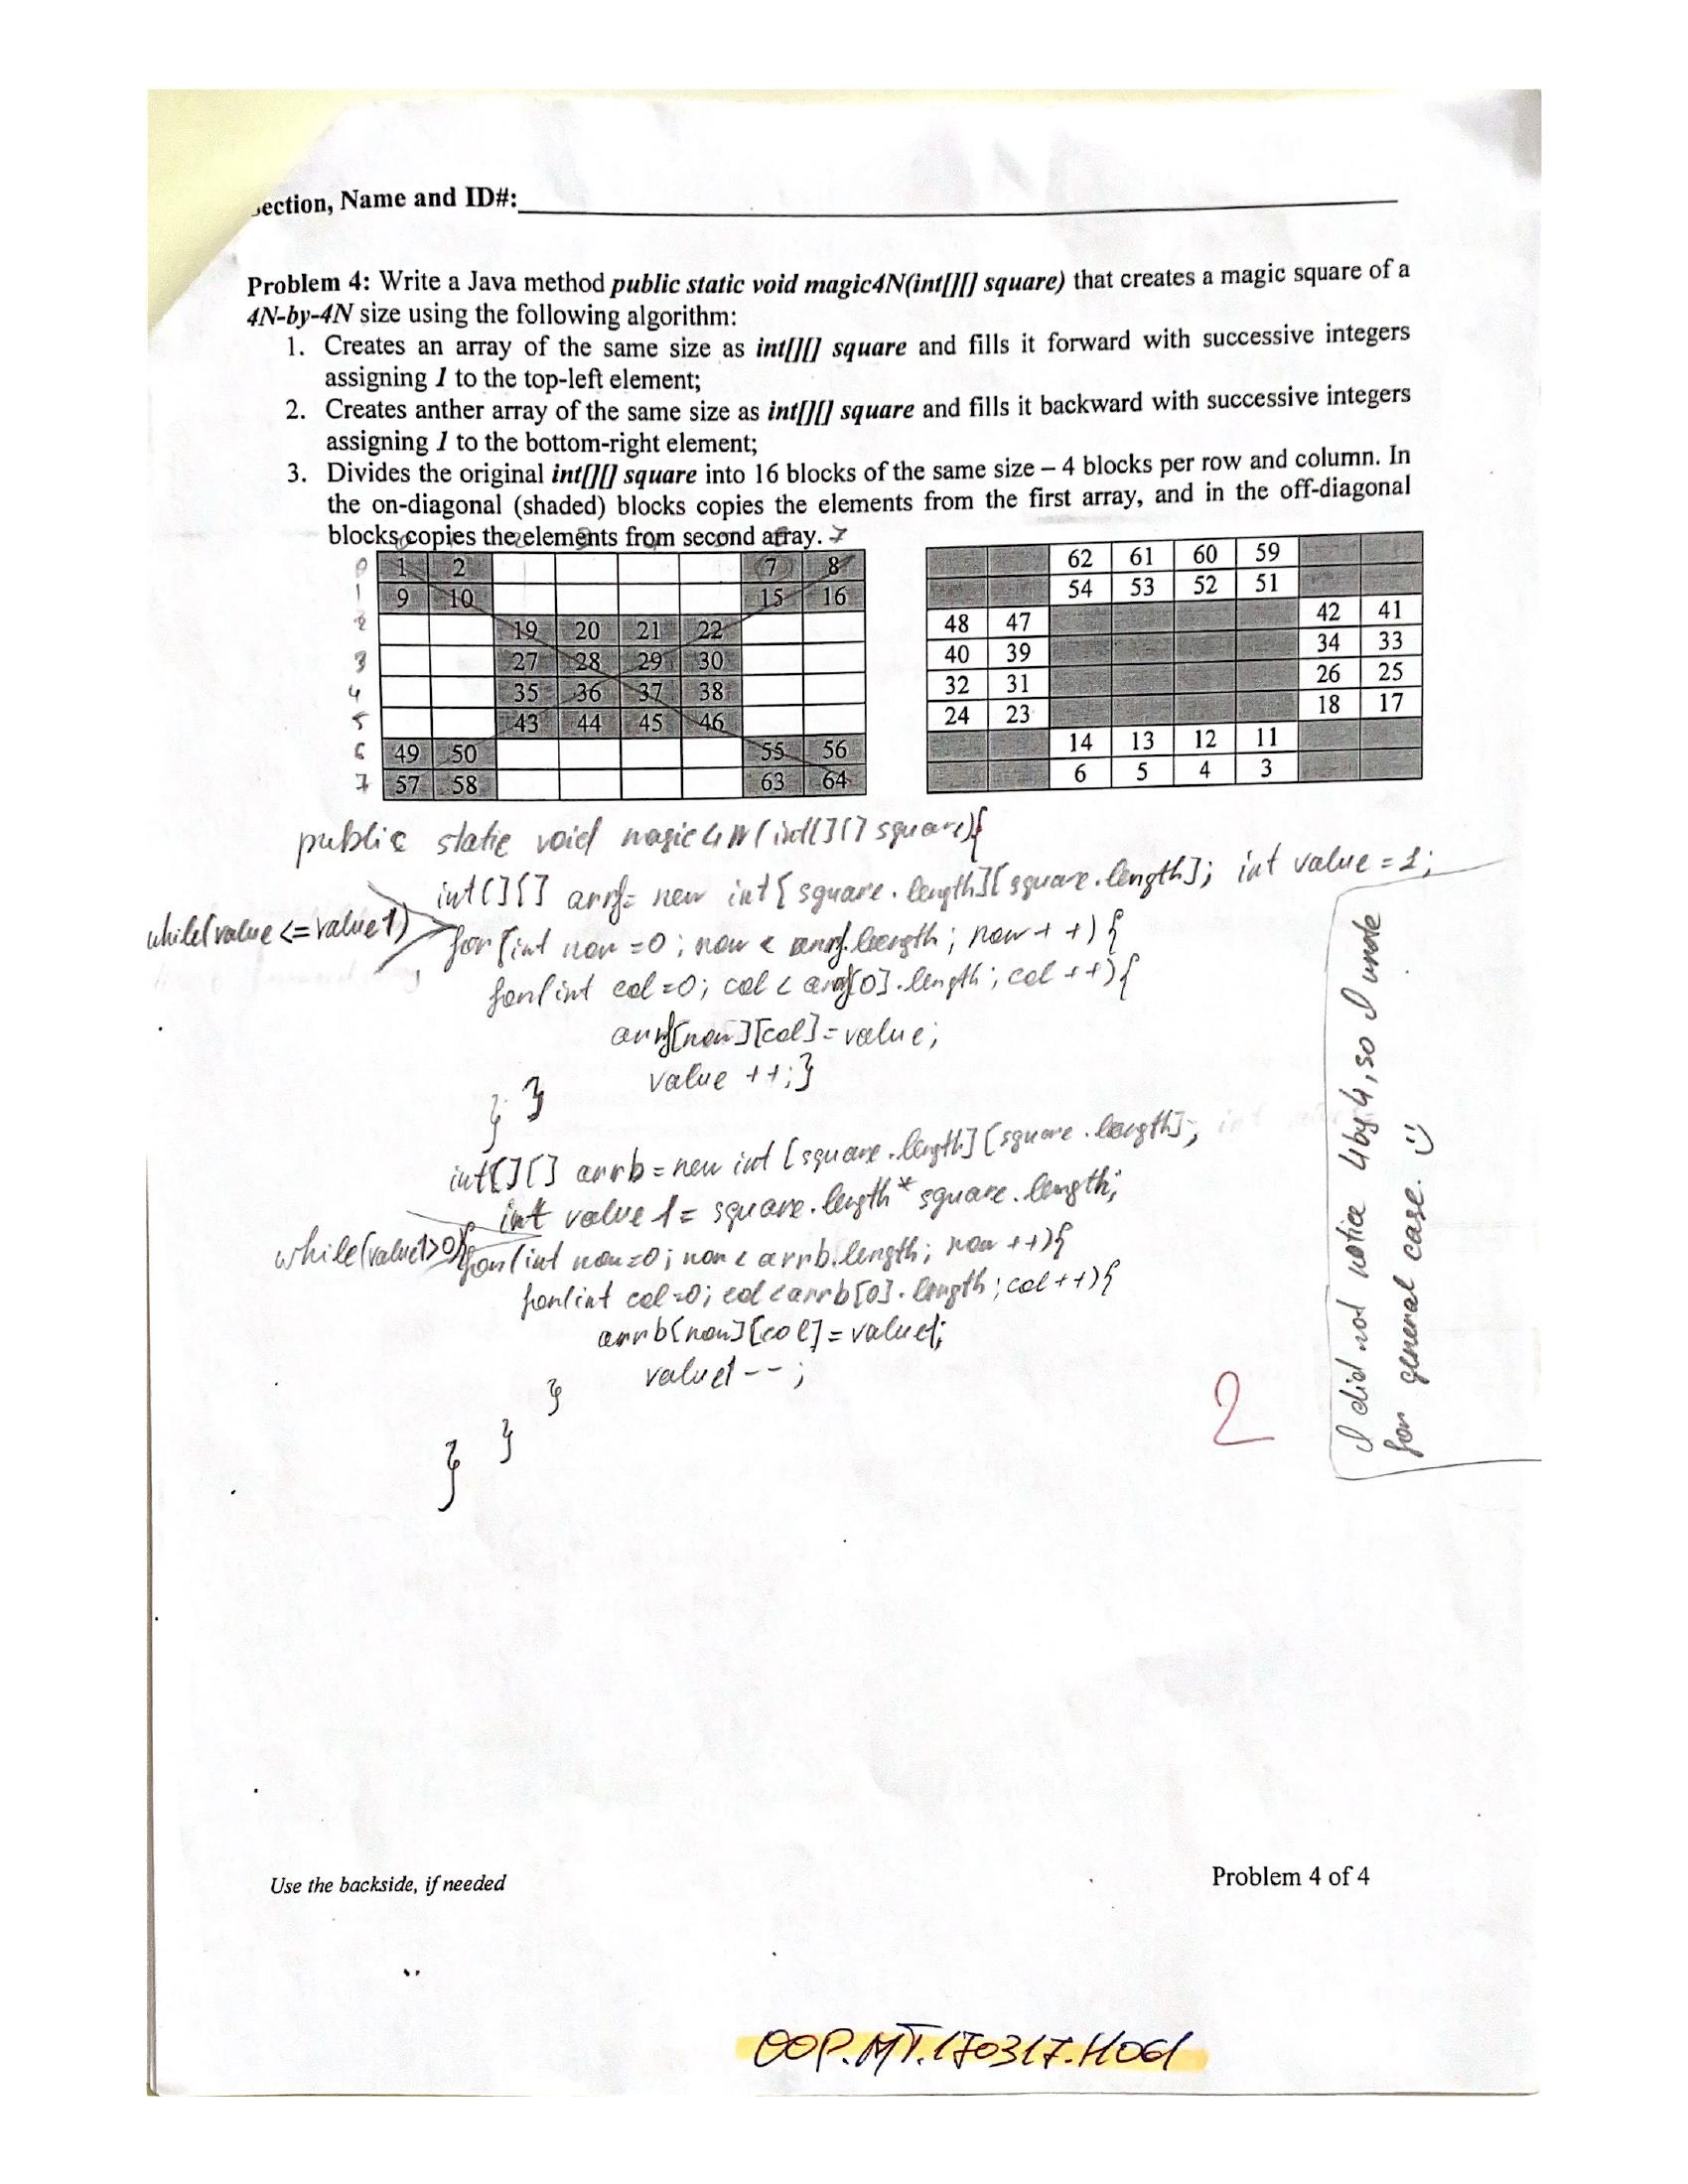 ection, Name and ID#:
Problem 4: Write a Java method public static void magic4N(int[][] square) that creates a magic square of a
4N-by-4N size using the following algorithm:
1. Creates an array of the same size as int[][] square and fills it forward with successive integers
assigning 1 to the top-left element;
2. Creates anther array of the same size as int[][] square and fills it backward with successive integers
assigning 1 to the bottom-right element;
3. Divides the original int[][] square into 16 blocks of the same size – 4 blocks per row and column. In
the on-diagonal (shaded) blocks copies the elements from the first array, and in the off-diagonal
blocks copies the elements from second array. 7
0 1 2 7 8 62 61 60 59
1 9 10 15 16 54 53 52 51
2 19 20 21 22 48 47 42 41
3 27 28 29 30 40 39 34 33
4 35 36 37 38 32 31 26 25
5 43 44 45 46 24 23 18 17
6 49 50 55 56 14 13 12 11
7 57 58 63 64 6 5 4 3
public static void magic4N(int[][] square){
int[][] arrf= new int[square.length][square.length]; int value = 1;
while(value <= value1)
for(int row =0; row < arrf.length; row++){
for(int col=0; col < arrf[0].length; col++){
arrf[row][col]=value;
value ++;}
} }
int[][] arrb = new int [square.length][square.length];
int value1= square.length*square.length;
while(value1>0){
for(int row=0; row < arrb.length; row ++){
for(int col=0; col<arrb[0].length; col++){
arrb[row][col]=value1;
value1--;
}
}
}
I did not notice 4by4, so I wrote
for general case. :)
2
Use the backside, if needed
Problem 4 of 4
OOP.MT.170317.H061